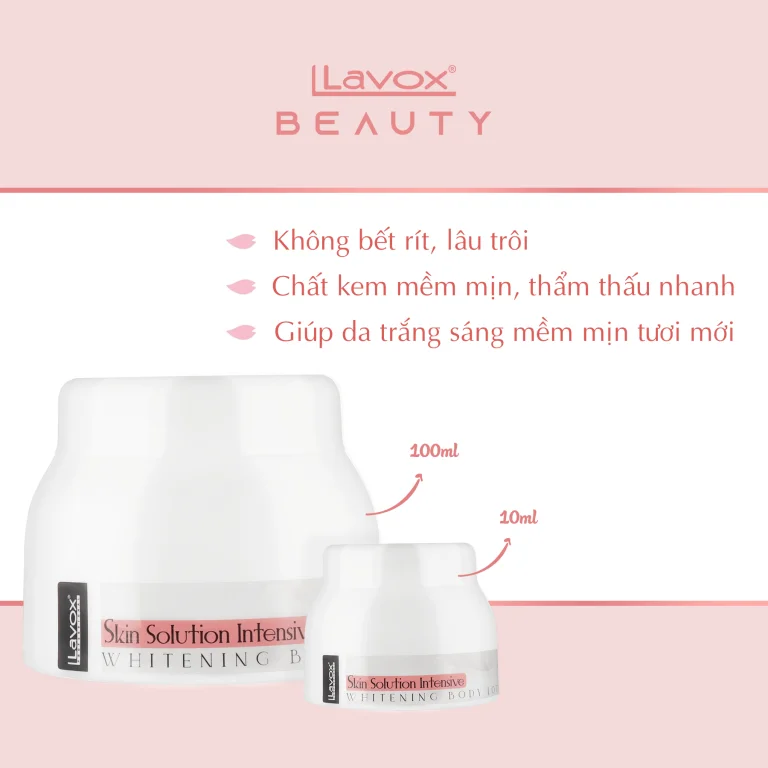 Lavox®
BEAUTY
Không bết rít, lâu trôi
Chất kem mềm mịn, thẩm thấu nhanh
Giúp da trắng sáng mềm mịn tươi mới
100ml
10ml
Lavox
Skin Solution Intensiv
WHITENING B
Lavox
Skin Solution Intensive
WHITENING BODY